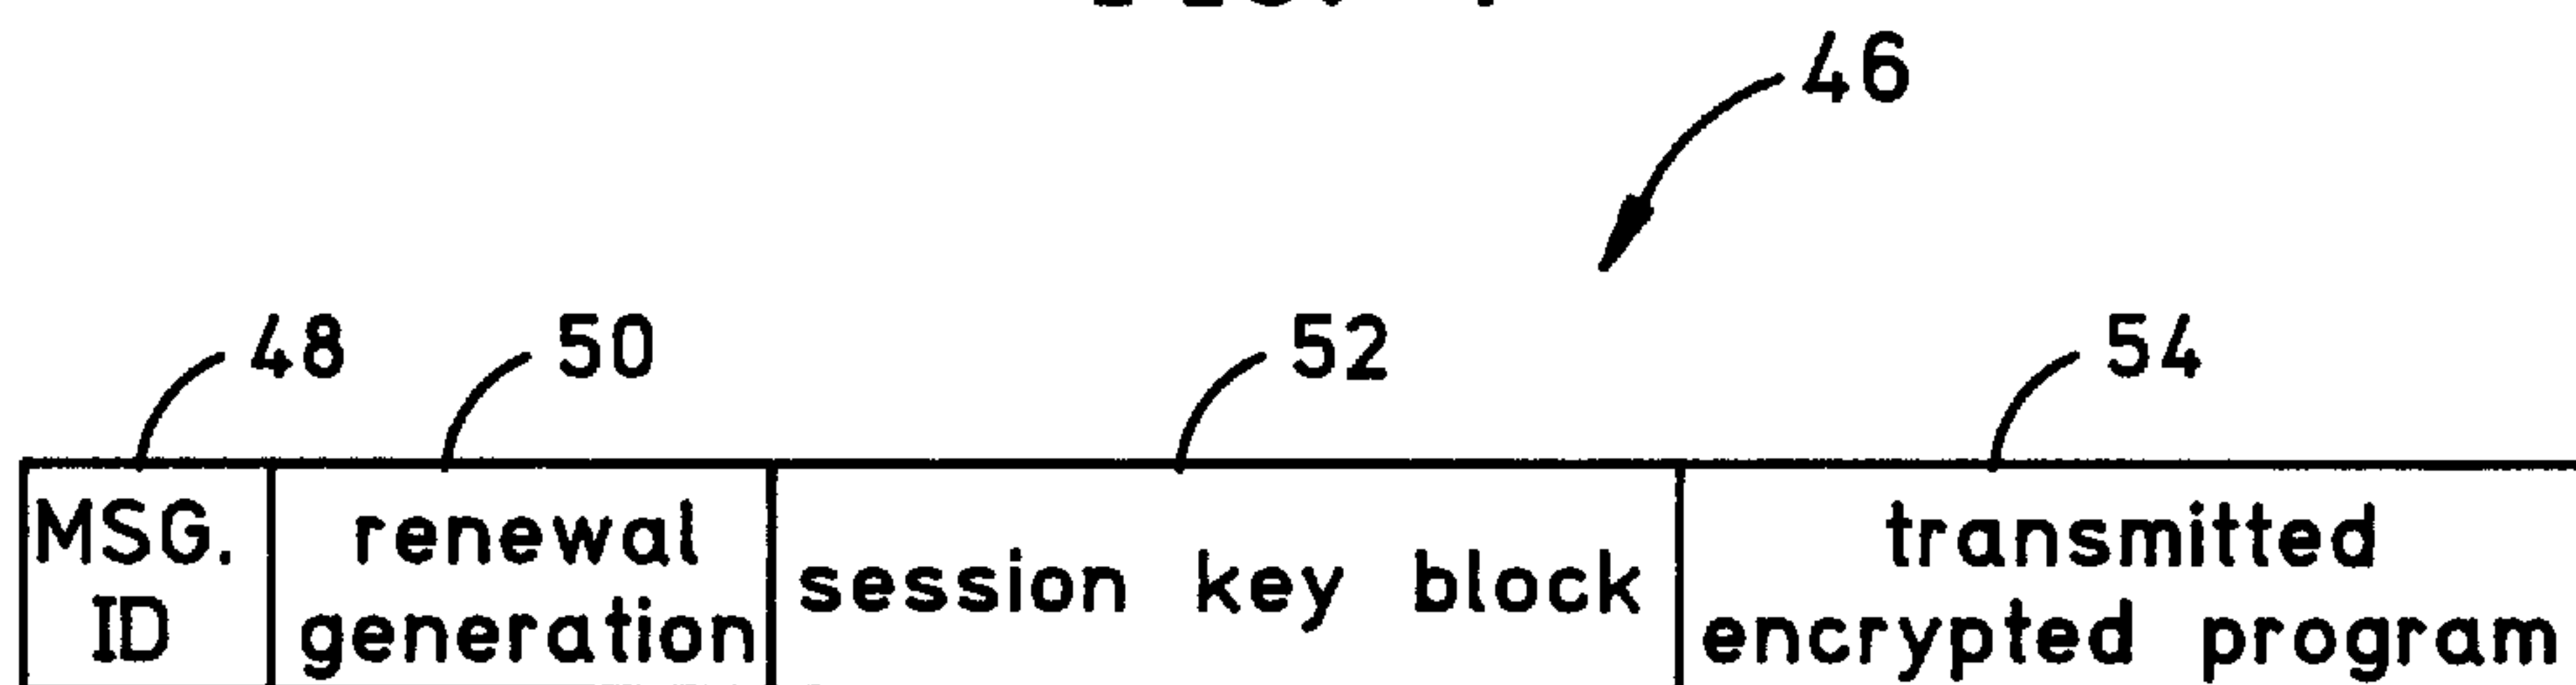 46
48 50 52 54
MSG. ID
renewal generation
session key block
transmitted encrypted program